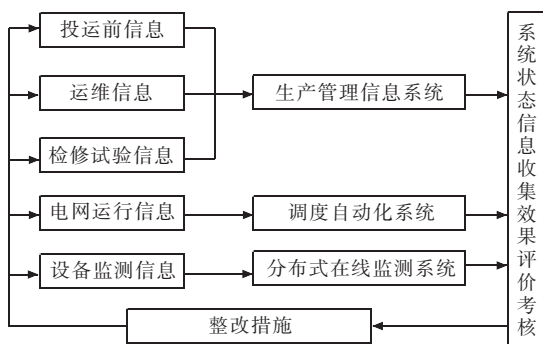 投运前信息
运维信息
生产管理信息系统
检修试验信息
电网运行信息
调度自动化系统
设备监测信息
分布式在线监测系统
整改措施
系统状态信息收集效果评价考核